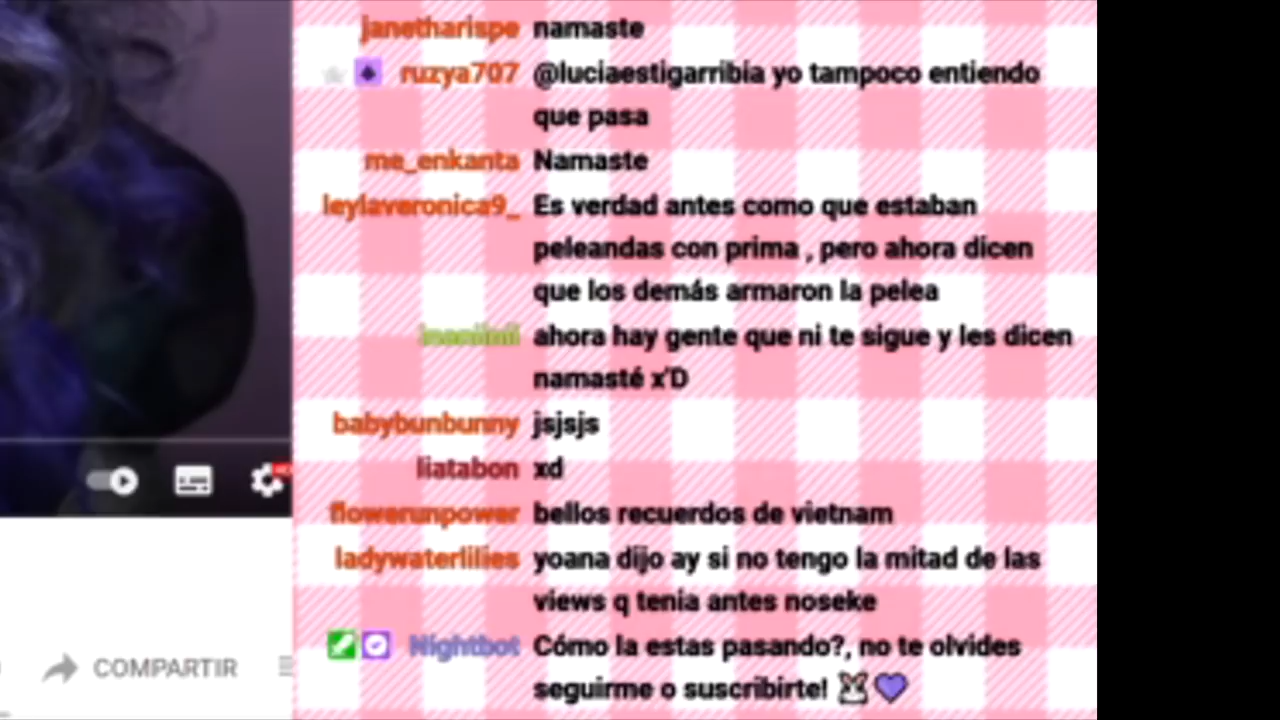 janetharispe namaste
ruzya707 @luciaestigarribia yo tampoco entiendo
que pasa
me_enkanta Namaste
leylaveronica9_ Es verdad antes como que estaban
peleandas con prima , pero ahora dicen
que los demás armaron la pelea
ahora hay gente que ni te sigue y les dicen
namasté x'D
babybunbunny jsjsjs
liatabon xd
flowerunpower bellos recuerdos de vietnam
ladywaterlilies yoana dijo ay si no tengo la mitad de las
views q tenia antes noseke
Nightbot Cómo la estas pasando?, no te olvides
seguirme o suscribirte!
COMPARTIR